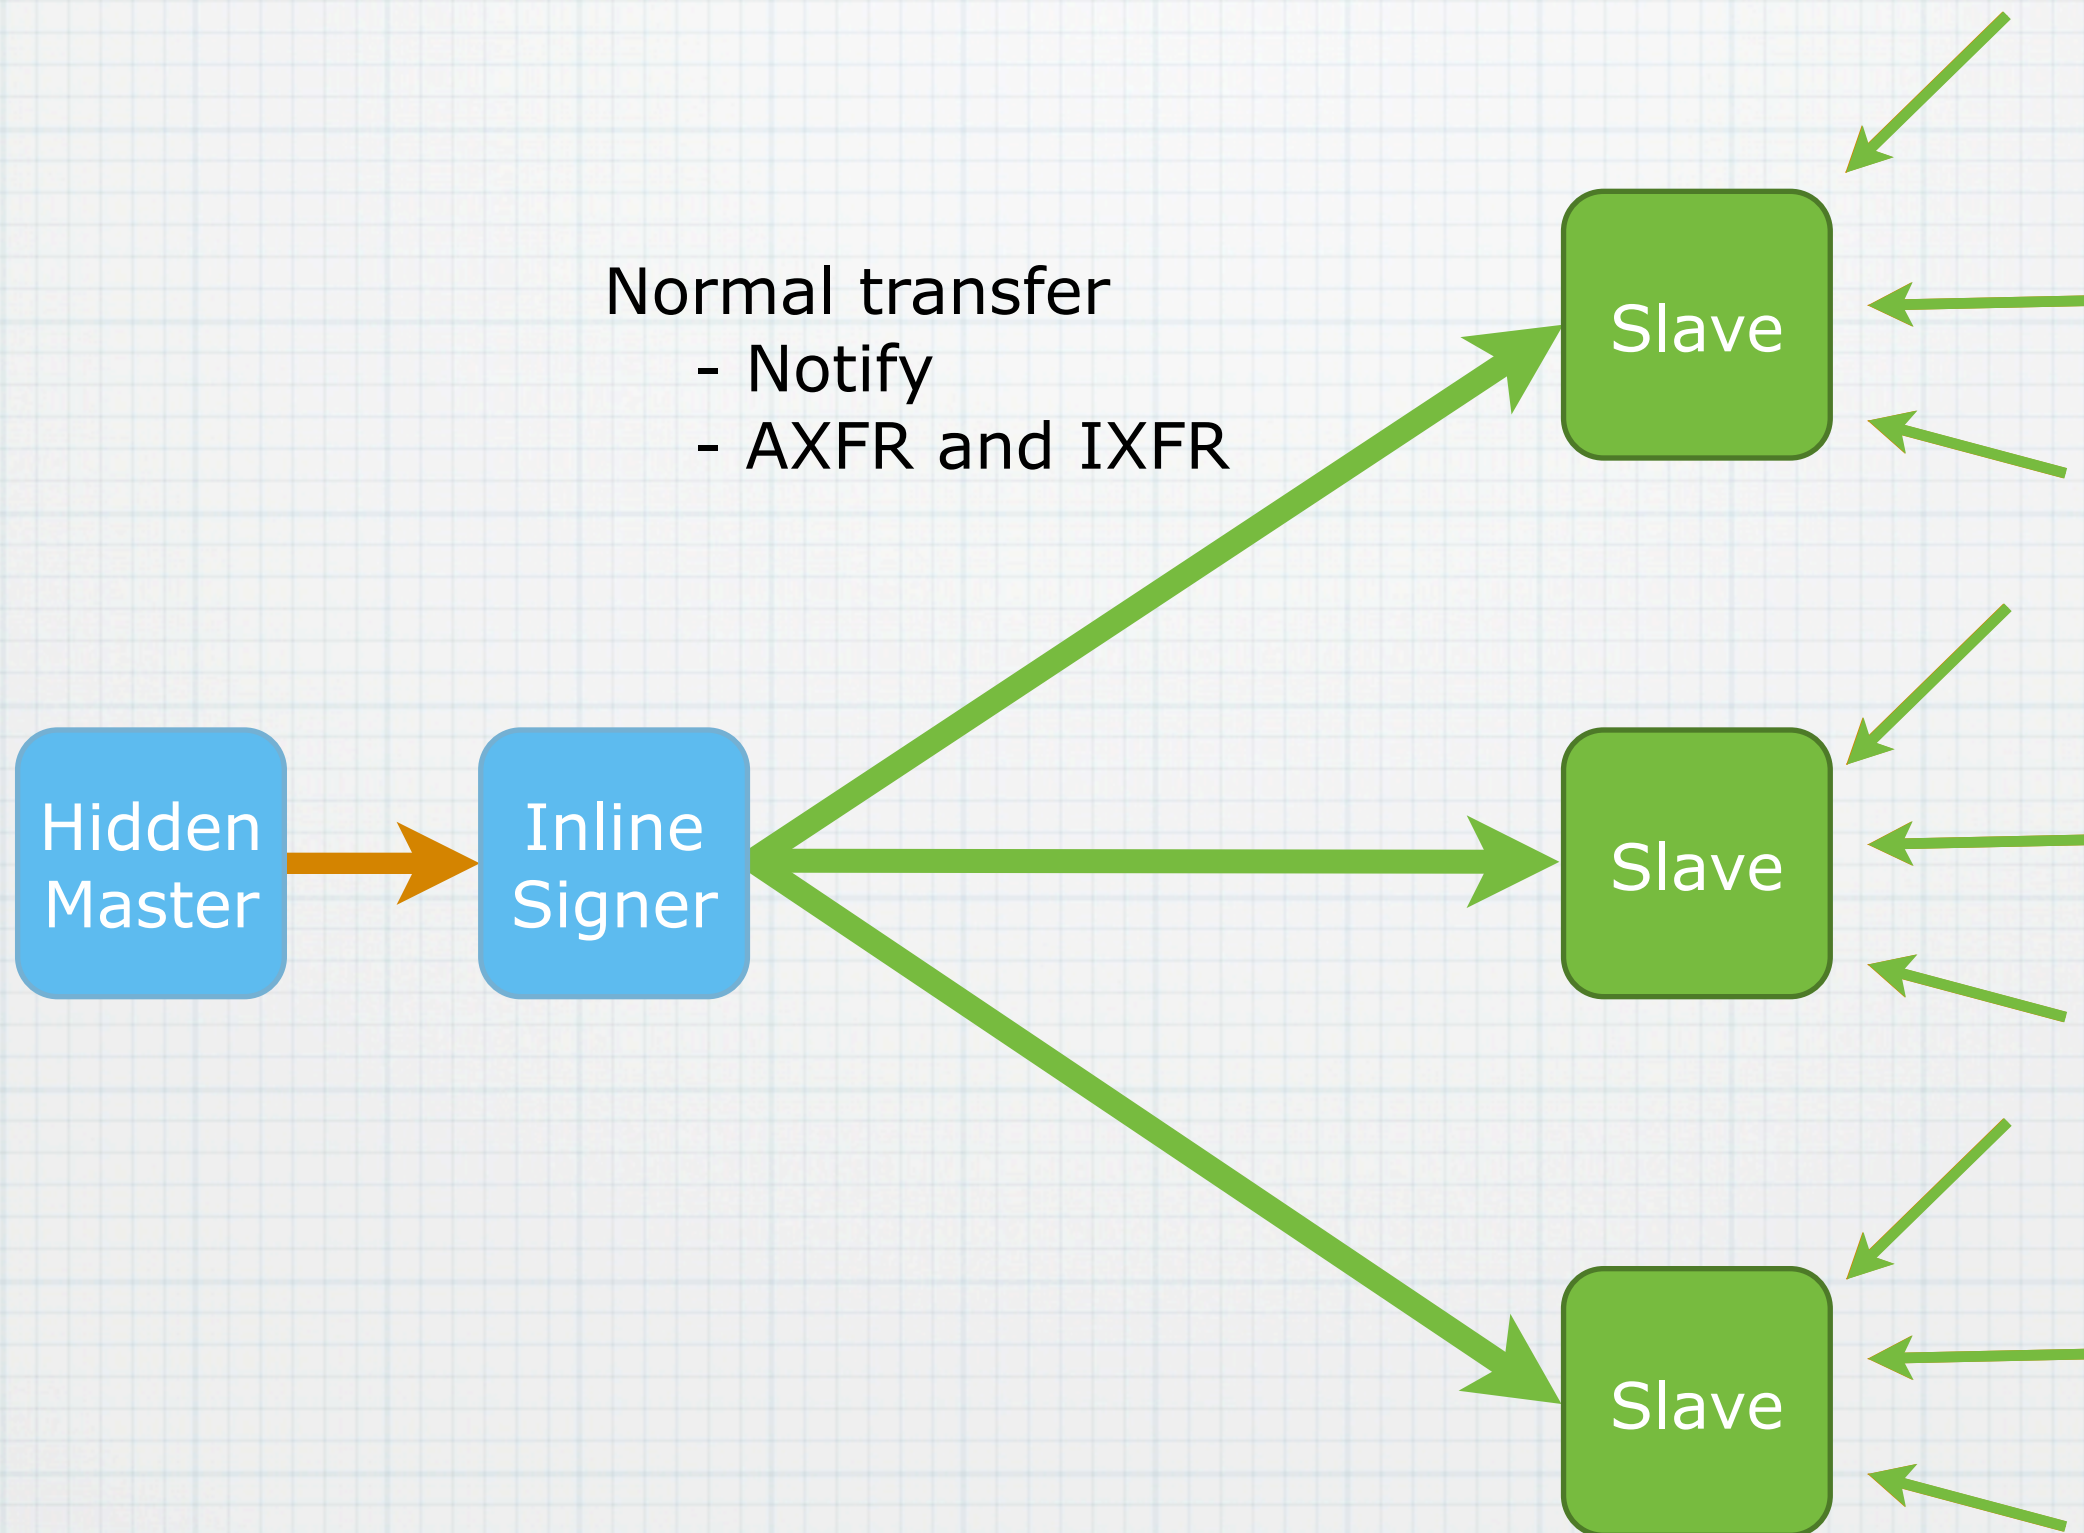 Normal transfer
- Notify
- AXFR and IXFR
Slave
Hidden
Master
Inline
Signer
Slave
Slave